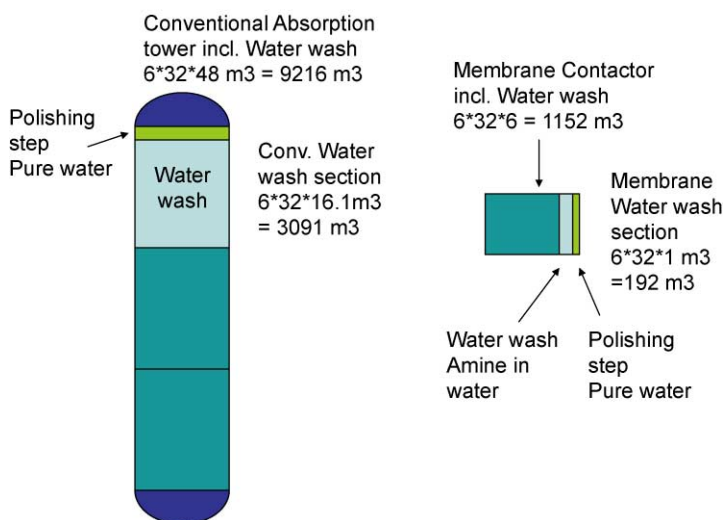 Conventional Absorption
tower incl. Water wash
6*32*48 m3 = 9216 m3
Polishing
step
Pure water
Water
wash
Conv. Water
wash section
6*32*16.1m3
= 3091 m3
Membrane Contactor
incl. Water wash
6*32*6 = 1152 m3
Membrane
Water wash
section
6*32*1 m3
=192 m3
Water wash
Amine in
water
Polishing
step
Pure water